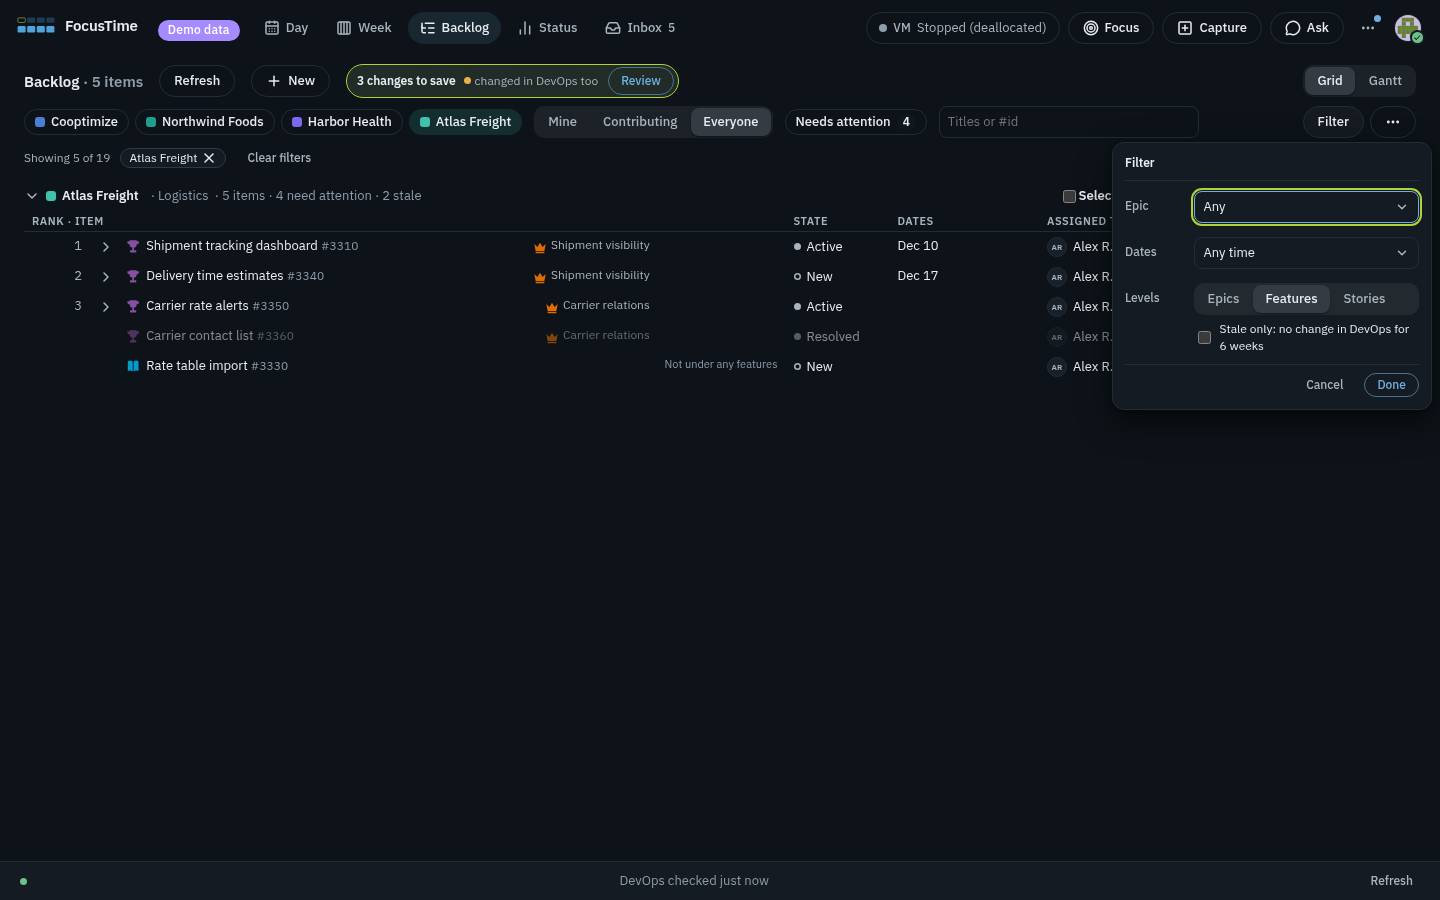 FocusTime
Demo data
Day
Week
Backlog
Status
Inbox 5
VM Stopped (deallocated)
Focus
Capture
Ask
Backlog · 5 items
Refresh
New
3 changes to save
changed in DevOps too
Review
Grid
Gantt
Cooptimize
Northwind Foods
Harbor Health
Atlas Freight
Mine
Contributing
Everyone
Needs attention 4
Titles or #id
Filter
Showing 5 of 19
Atlas Freight
Clear filters
Atlas Freight · Logistics · 5 items · 4 need attention · 2 stale
Selec
RANK · ITEM
STATE
DATES
ASSIGNED T
1 Shipment tracking dashboard #3310 Shipment visibility Active Dec 10 AR Alex R.
2 Delivery time estimates #3340 Shipment visibility New Dec 17 AR Alex R.
3 Carrier rate alerts #3350 Carrier relations Active AR Alex R.
Carrier contact list #3360 Carrier relations Resolved AR Alex R.
Rate table import #3330 Not under any features New AR Alex R.
Filter
Epic
Any
Dates
Any time
Levels
Epics
Features
Stories
Stale only: no change in DevOps for
6 weeks
Cancel
Done
DevOps checked just now
Refresh